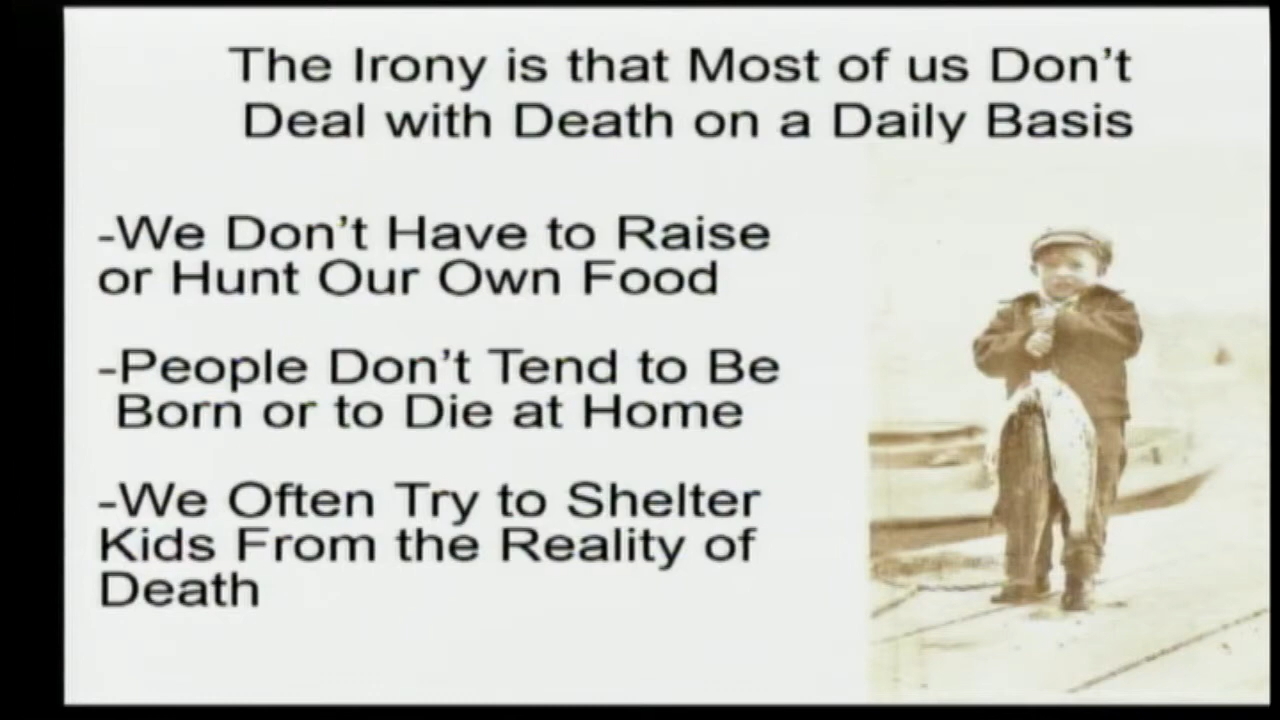 The Irony is that Most of us Don't
Deal with Death on a Daily Basis
-We Don't Have to Raise
or Hunt Our Own Food
-People Don't Tend to Be
Born or to Die at Home
-We Often Try to Shelter
Kids From the Reality of
Death